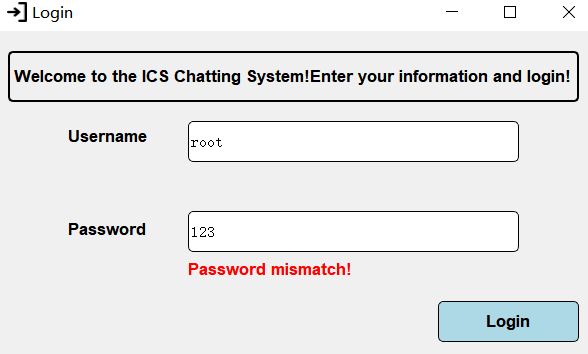 Login
Welcome to the ICS Chatting System!Enter your information and login!
Username
root
Password
123
Password mismatch!
Login